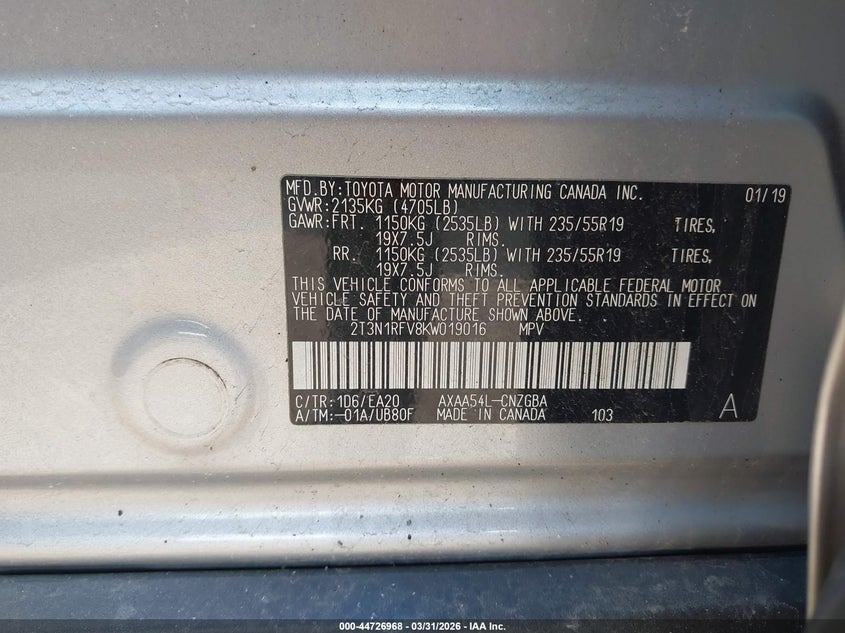 MFD.BY:TOYOTA MOTOR MANUFACTURING CANADA INC. 01/19
GVWR:2135KG (4705LB)
GAWR:FRT. 1150KG (2535LB) WITH 235/55R19 TIRES,
19X7.5J RIMS.
RR. 1150KG (2535LB) WITH 235/55R19 TIRES,
19X7.5J RIMS.
THIS VEHICLE CONFORMS TO ALL APPLICABLE FEDERAL MOTOR
VEHICLE SAFETY AND THEFT PREVENTION STANDARDS IN EFFECT ON
THE DATE OF MANUFACTURE SHOWN ABOVE.
2T3N1RFV8KW019016 MPV
C/TR:1D6/EA20 AXAA54L-CNZGBA
A/TM:-01A/UB80F MADE IN CANADA 103 A
000-44726968 - 03/31/2026 - IAA Inc.